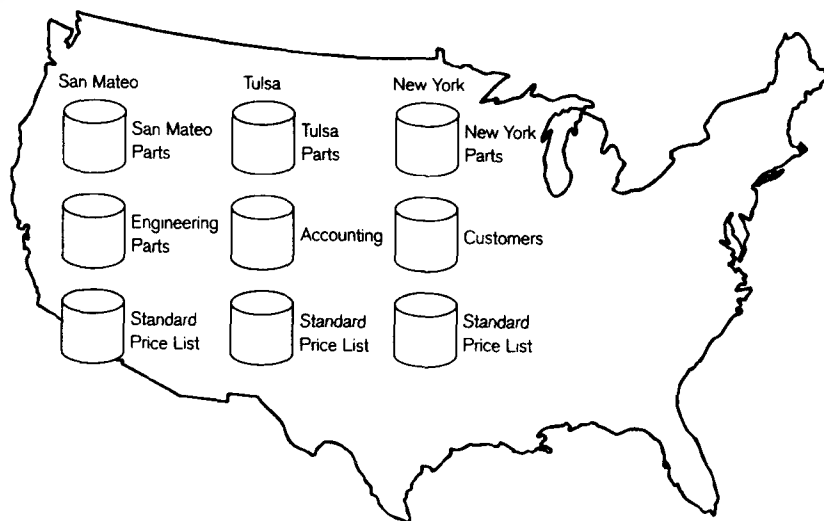 San Mateo
Tulsa
New York
San Mateo
Parts
Tulsa
Parts
New York
Parts
Engineering
Parts
Accounting
Customers
Standard
Price List
Standard
Price List
Standard
Price List